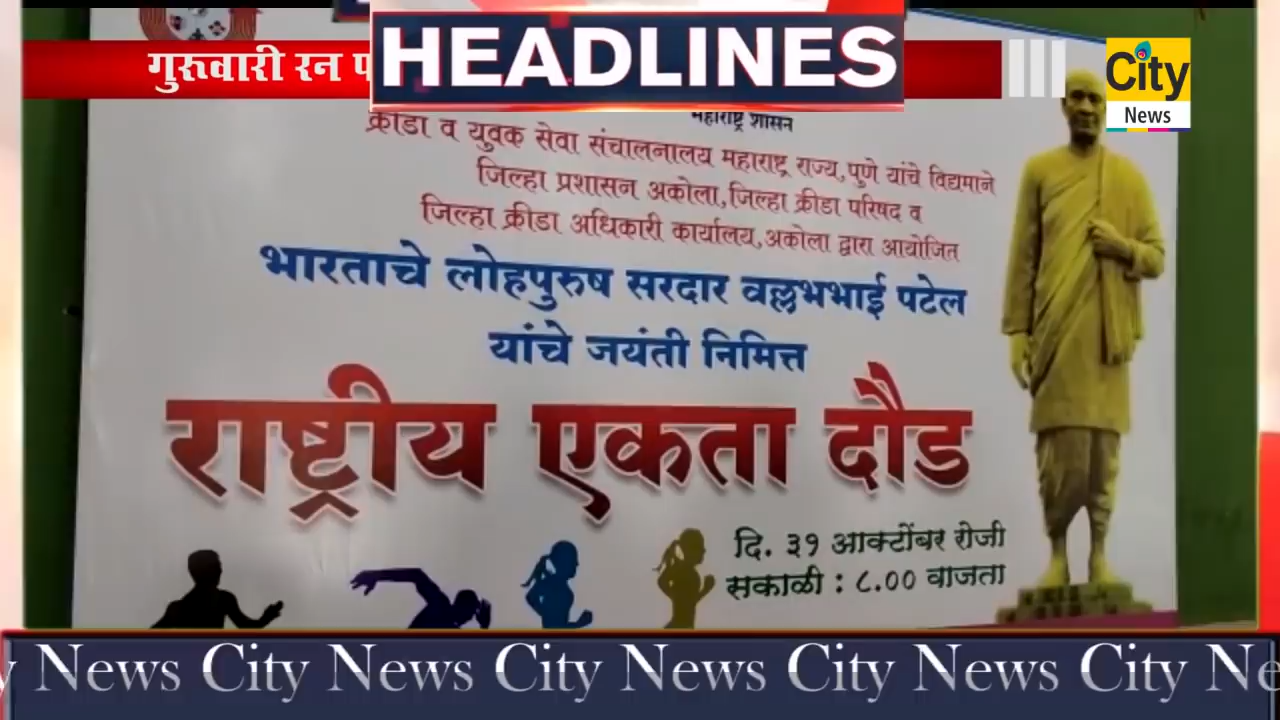 HEADLINES
गुरूवारी रन
City
News
महाराष्ट्र शासन
क्रीडा व युवक सेवा संचालनालय महाराष्ट्र राज्य,पुणे यांचे विद्यमाने
जिल्हा प्रशासन अकोला,जिल्हा क्रीडा परिषद व
जिल्हा क्रीडा अधिकारी कार्यालय,अकोला द्वारा आयोजित
भारताचे लोहपुरुष सरदार वल्लभभाई पटेल
यांचे जयंती निमित्त
राष्ट्रीय एकता दौड
दि. ३१ आक्टोंबर रोजी
सकाळी : ८.०० वाजता
News City News City News City News City News City Ne